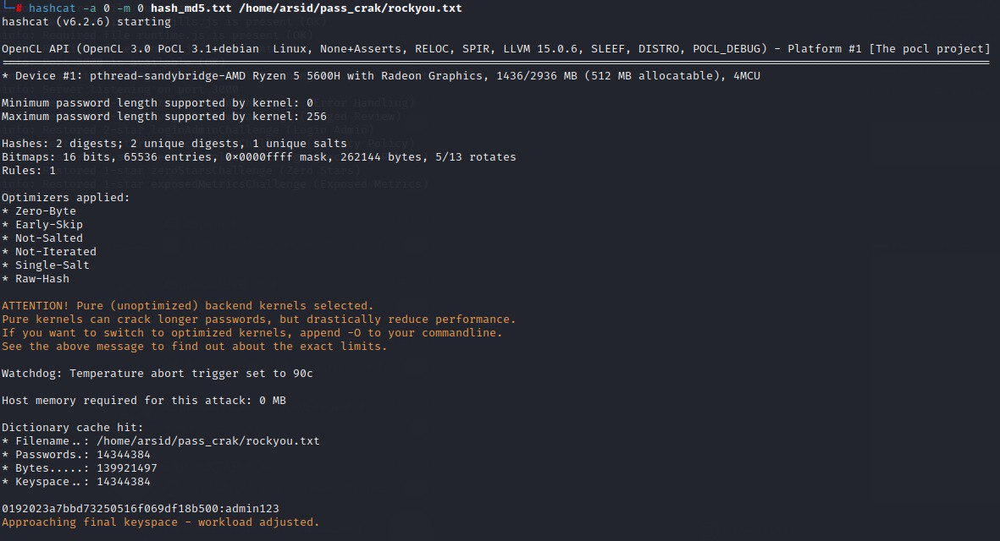 └─# hashcat -a 0 -m 0 hash_md5.txt /home/arsid/pass_crak/rockyou.txt
hashcat (v6.2.6) starting
OpenCL API (OpenCL 3.0 PoCL 3.1+debian  Linux, None+Asserts, RELOC, SPIR, LLVM 15.0.6, SLEEF, DISTRO, POCL_DEBUG) - Platform #1 [The pocl project]
* Device #1: pthread-sandybridge-AMD Ryzen 5 5600H with Radeon Graphics, 1436/2936 MB (512 MB allocatable), 4MCU
Minimum password length supported by kernel: 0
Maximum password length supported by kernel: 256
Hashes: 2 digests; 2 unique digests, 1 unique salts
Bitmaps: 16 bits, 65536 entries, 0x0000ffff mask, 262144 bytes, 5/13 rotates
Rules: 1
Optimizers applied:
* Zero-Byte
* Early-Skip
* Not-Salted
* Not-Iterated
* Single-Salt
* Raw-Hash
ATTENTION! Pure (unoptimized) backend kernels selected.
Pure kernels can crack longer passwords, but drastically reduce performance.
If you want to switch to optimized kernels, append -O to your commandline.
See the above message to find out about the exact limits.
Watchdog: Temperature abort trigger set to 90c
Host memory required for this attack: 0 MB
Dictionary cache hit:
* Filename..: /home/arsid/pass_crak/rockyou.txt
* Passwords.: 14344384
* Bytes.....: 139921497
* Keyspace..: 14344384
0192023a7bbd73250516f069df18b500:admin123
Approaching final keyspace - workload adjusted.